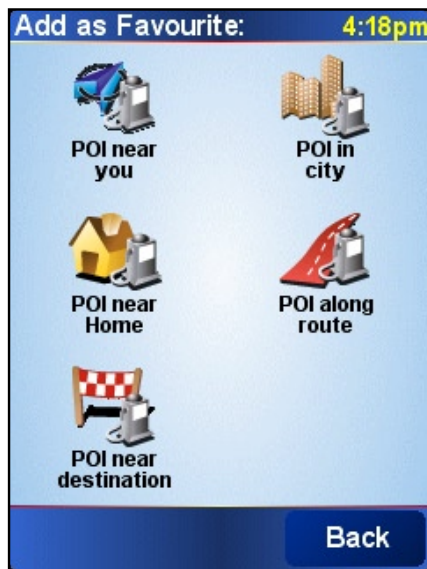 Add as Favourite: 4:18pm
POI near
you
POI in
city
POI near
Home
POI along
route
POI near
destination
Back